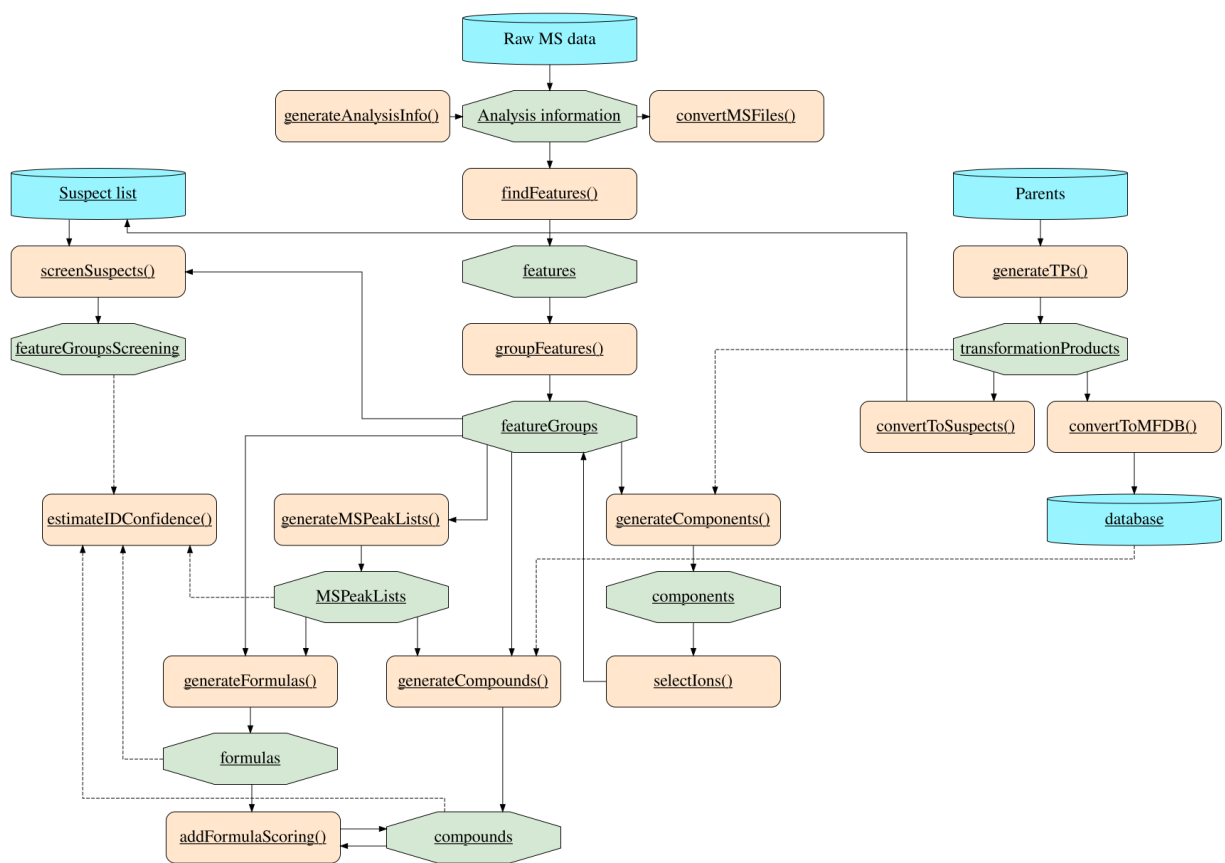 Raw MS data
generateAnalysisInfo()
Analysis information
convertMSFiles()
Suspect list
findFeatures()
Parents
screenSuspects()
features
generateTPs()
featureGroupsScreening
groupFeatures()
transformationProducts
featureGroups
convertToSuspects()
convertToMFDB()
estimateIDConfidence()
generateMSPeakLists()
generateComponents()
database
MSPeakLists
components
generateFormulas()
generateCompounds()
selectIons()
formulas
addFormulaScoring()
compounds